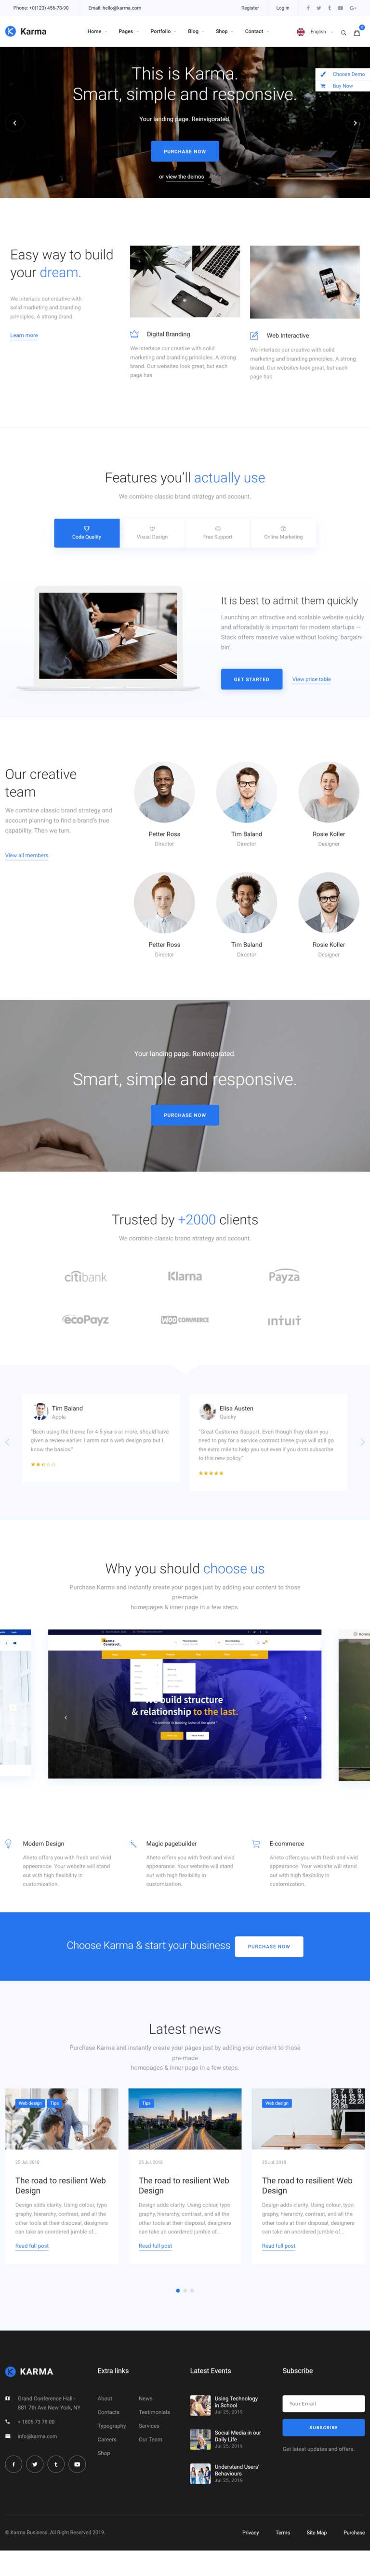 Phone: +0(123) 456-78-90 Email: hello@karma.com Register Log in
Karma Home Pages Portfolio Blog Shop Contact English
Choose Demo
Buy Now
This is Karma.
Smart, simple and responsive.
Your landing page. Reinvigorated.
PURCHASE NOW
or view the demos
Easy way to build
your dream.
We interlace our creative with
solid marketing and branding
principles. A strong brand.
Learn more
Digital Branding
We interlace our creative with solid
marketing and branding principles. A strong
brand. Our websites look great, but each
page has
Web Interactive
We interlace our creative with solid
marketing and branding principles. A strong
brand. Our websites look great, but each
page has
Features you'll actually use
We combine classic brand strategy and account.
Code Quality
Visual Design
Free Support
Online Marketing
It is best to admit them quickly
Launching an attractive and scalable website quickly
and afforadably is important for modern startups —
Stack offers massive value without looking 'bargain-
bin'.
GET STARTED
View price table
Our creative
team
We combine classic brand strategy and
account planning to find a brand's true
capability. Then we turn.
View all members
Petter Ross
Director
Tim Baland
Director
Rosie Koller
Designer
Petter Ross
Director
Tim Baland
Director
Rosie Koller
Designer
Your landing page. Reinvigorated.
Smart, simple and responsive.
PURCHASE NOW
Trusted by +2000 clients
We combine classic brand strategy and account.
citibank
Klarna
Payza
ecoPayz
WOO COMMERCE
intuit
Tim Baland
Apple
"Been using the theme for 4-5 years or more, should have
given a review earlier. I amm not a web design pro but I
know the basics."
Elisa Austen
Quicky
"Great Customer Support. Even though they claim you
need to pay for a service contract these guys will still go
the extra mile to help you out even if you dont subscribe
to this new policy."
Why you should choose us
Purchase Karma and instantly create your pages just by adding your content to those
pre-made
homepages & inner page in a few steps.
Karma
Construct.
We build structure
& relationship to the last.
Modern Design
Aheto offers you with fresh and vivid
appearance. Your website will stand
out with high flexibility in
customization.
Magic pagebuilder
Aheto offers you with fresh and vivid
appearance. Your website will stand
out with high flexibility in
customization.
E-commerce
Aheto offers you with fresh and vivid
appearance. Your website will stand
out with high flexibility in
customization.
Choose Karma & start your business PURCHASE NOW
Latest news
Purchase Karma and instantly create your pages just by adding your content to those
pre-made
homepages & inner page in a few steps.
Web design Tips
25 Jul, 2018
The road to resilient Web
Design
Design adds clarity. Using colour, typo
graphy, hierarchy, contrast, and all the
other tools at their disposal, designers
can take an unordered jumble of...
Read full post
Tips
25 Jul, 2018
The road to resilient Web
Design
Design adds clarity. Using colour, typo
graphy, hierarchy, contrast, and all the
other tools at their disposal, designers
can take an unordered jumble of...
Read full post
Web design
25 Jul, 2018
The road to resilient Web
Design
Design adds clarity. Using colour, typo
graphy, hierarchy, contrast, and all the
other tools at their disposal, designers
can take an unordered jumble of...
Read full post
KARMA
Grand Conference Hall -
881 7th Ave New York, NY
+ 1805 73 78 00
info@karma.com
Extra links
About
Contacts
Typography
Careers
Shop
News
Testimonials
Services
Our Team
Latest Events
Using Technology
in School
Jul 25, 2019
Social Media in our
Daily Life
Jul 25, 2019
Understand Users'
Behaviours
Jul 25, 2019
Subscribe
Your Email
SUBSCRIBE
Get latest updates and offers.
© Karma Business. All Right Reserved 2019.
Privacy Terms Site Map Purchase